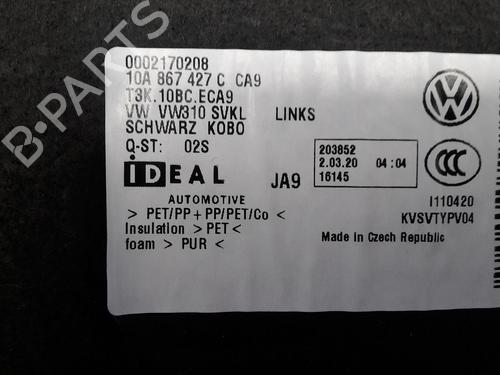 B-PARTS
0002170208
10A 867 427 C CA9
T3K.10BC.ECA9
VW VW310 SVKL LINKS
SCHWARZ KOBO
Q-ST: 02S
203852
2.03.20 04:04
16145
CCC
IDEAL JA9
AUTOMOTIVE
> PET/PP + PP/PET/Co <
Insulation > PET <
foam > PUR <
I110420
KVSVTYPV04
Made in Czech Republic